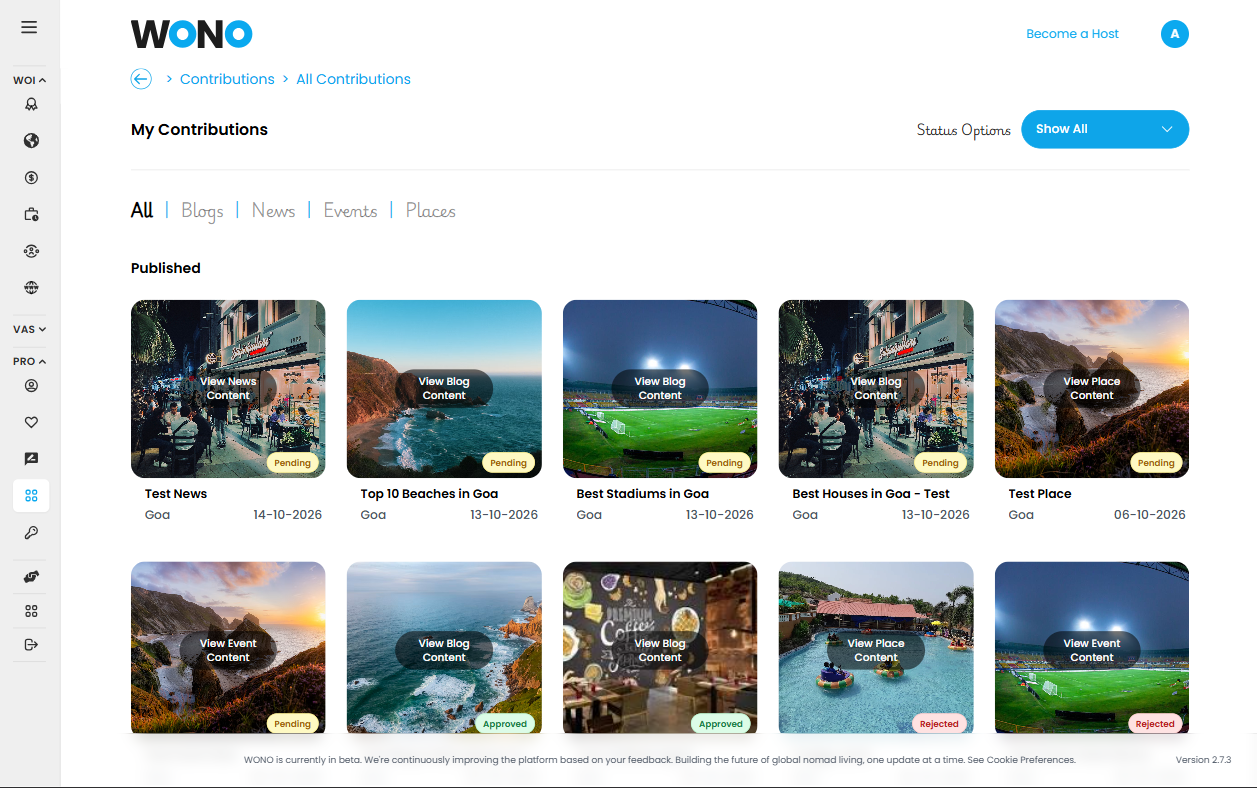 WONO
Become a Host
A
> Contributions > All Contributions
WOI
My Contributions
Status Options
Show All
All | Blogs | News | Events | Places
Published
VAS
PRO
View News
Content
Pending
View Blog
Content
Pending
View Blog
Content
Pending
View Blog
Content
Pending
View Place
Content
Pending
Test News
Goa 14-10-2026
Top 10 Beaches in Goa
Goa 13-10-2026
Best Stadiums in Goa
Goa 13-10-2026
Best Houses in Goa - Test
Goa 13-10-2026
Test Place
Goa 06-10-2026
View Event
Content
Pending
View Blog
Content
Approved
PREMIUM
Coffee
View Blog
Content
Approved
View Place
Content
Rejected
View Event
Content
Rejected
WONO is currently in beta. We're continuously improving the platform based on your feedback. Building the future of global nomad living, one update at a time. See Cookie Preferences.
Version 2.7.3